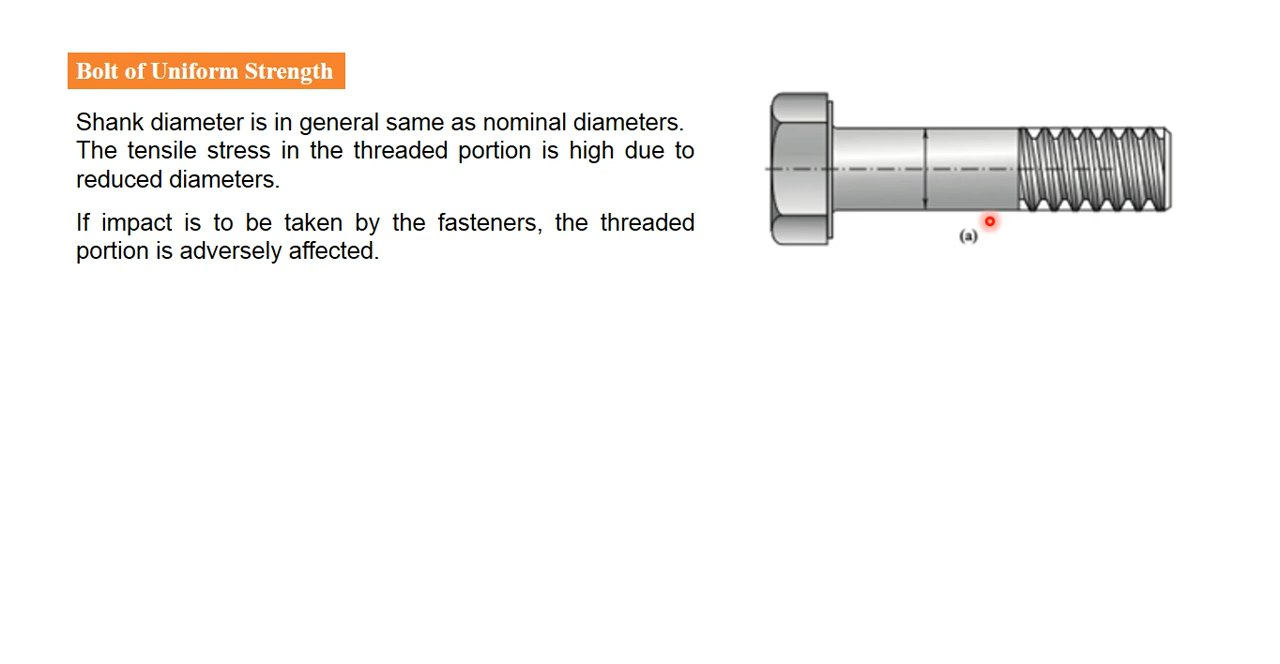 Bolt of Uniform Strength
Shank diameter is in general same as nominal diameters.
The tensile stress in the threaded portion is high due to
reduced diameters.
If impact is to be taken by the fasteners, the threaded
portion is adversely affected.
(a)